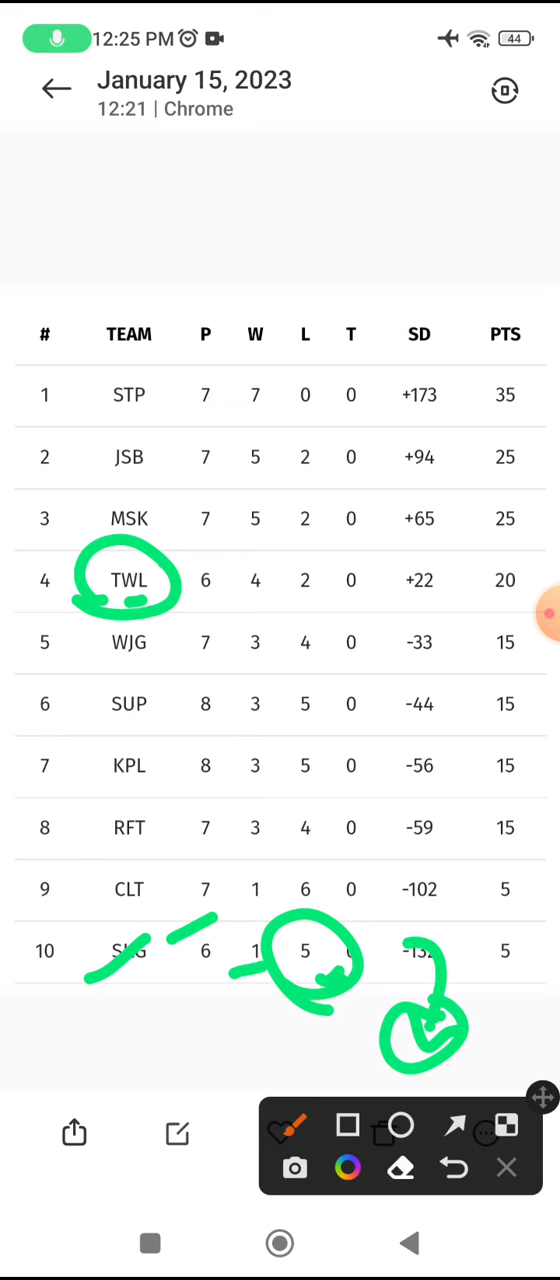 12:25 PM 44
January 15, 2023
12:21 | Chrome
# TEAM P W L T SD PTS
1 STP 7 7 0 0 +173 35
2 JSB 7 5 2 0 +94 25
3 MSK 7 5 2 0 +65 25
4 TWL 6 4 2 0 +22 20
5 WJG 7 3 4 0 -33 15
6 SUP 8 3 5 0 -44 15
7 KPL 8 3 5 0 -56 15
8 RFT 7 3 4 0 -59 15
9 CLT 7 1 6 0 -102 5
10 6 1 5 5